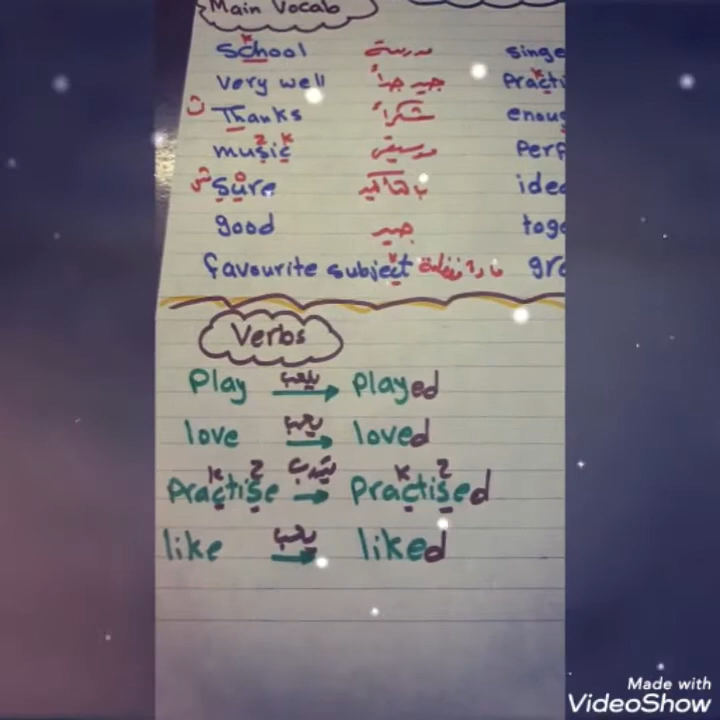 Main Vocab
school مدرسة singe
k
very well جيد جداً Practi
k
ث Thanks شكراً enoug
music موسيقى Perf
z k
ش sure بالتأكيد idea
good جيد toge
favourite subject gre
Verbs
Play يلعب played
love يحب loved
k z يتدرب k z
Practise practised
like يحب liked
Made with
VideoShow